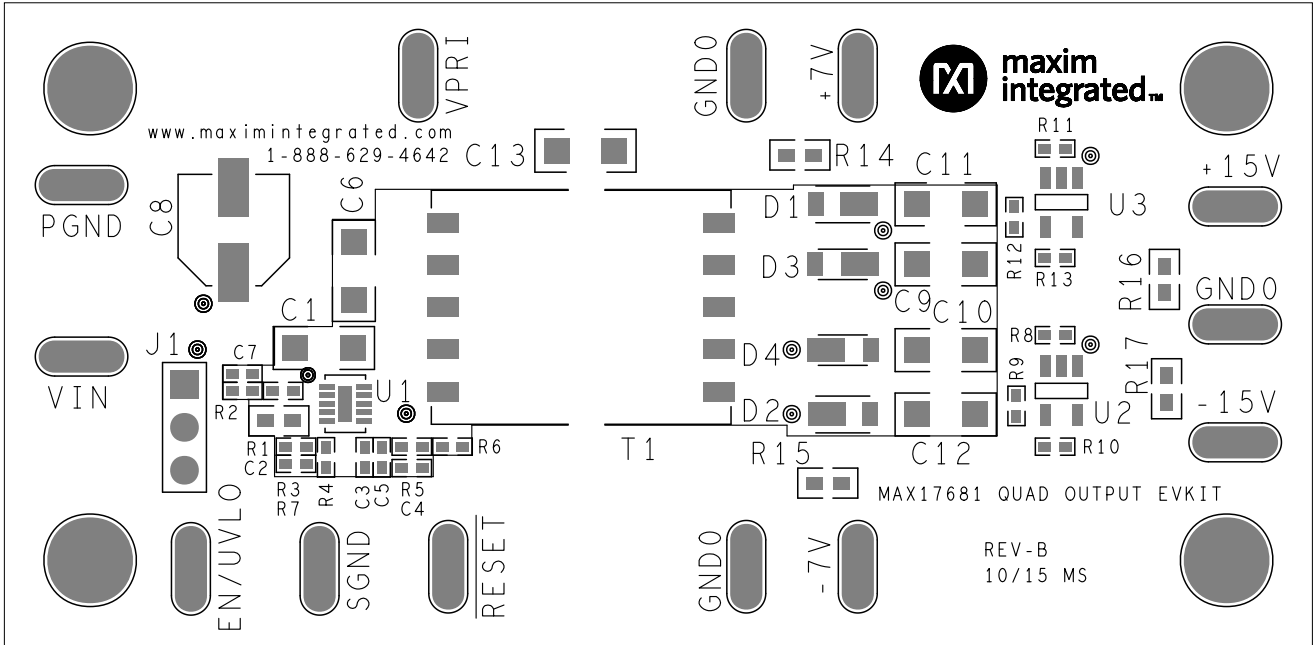 VPRI
GND0
+7V
maxim
integrated™
www.maximintegrated.com
1-888-629-4642
C13
R14
C11
R11
+15V
PGND
C8
C6
D1
U3
R12
D3
R13
R16
C9
C10
GND0
C1
J1
R8
D4
R9
R17
C7
VIN
R2
U1
D2
U2
-15V
R1
C2
R6
T1
R15
C12
R10
R3
R7
R4
C3
C5
R5
C4
MAX17681 QUAD OUTPUT EVKIT
EN/UVLO
SGND
RESET
GND0
-7V
REV-B
10/15 MS